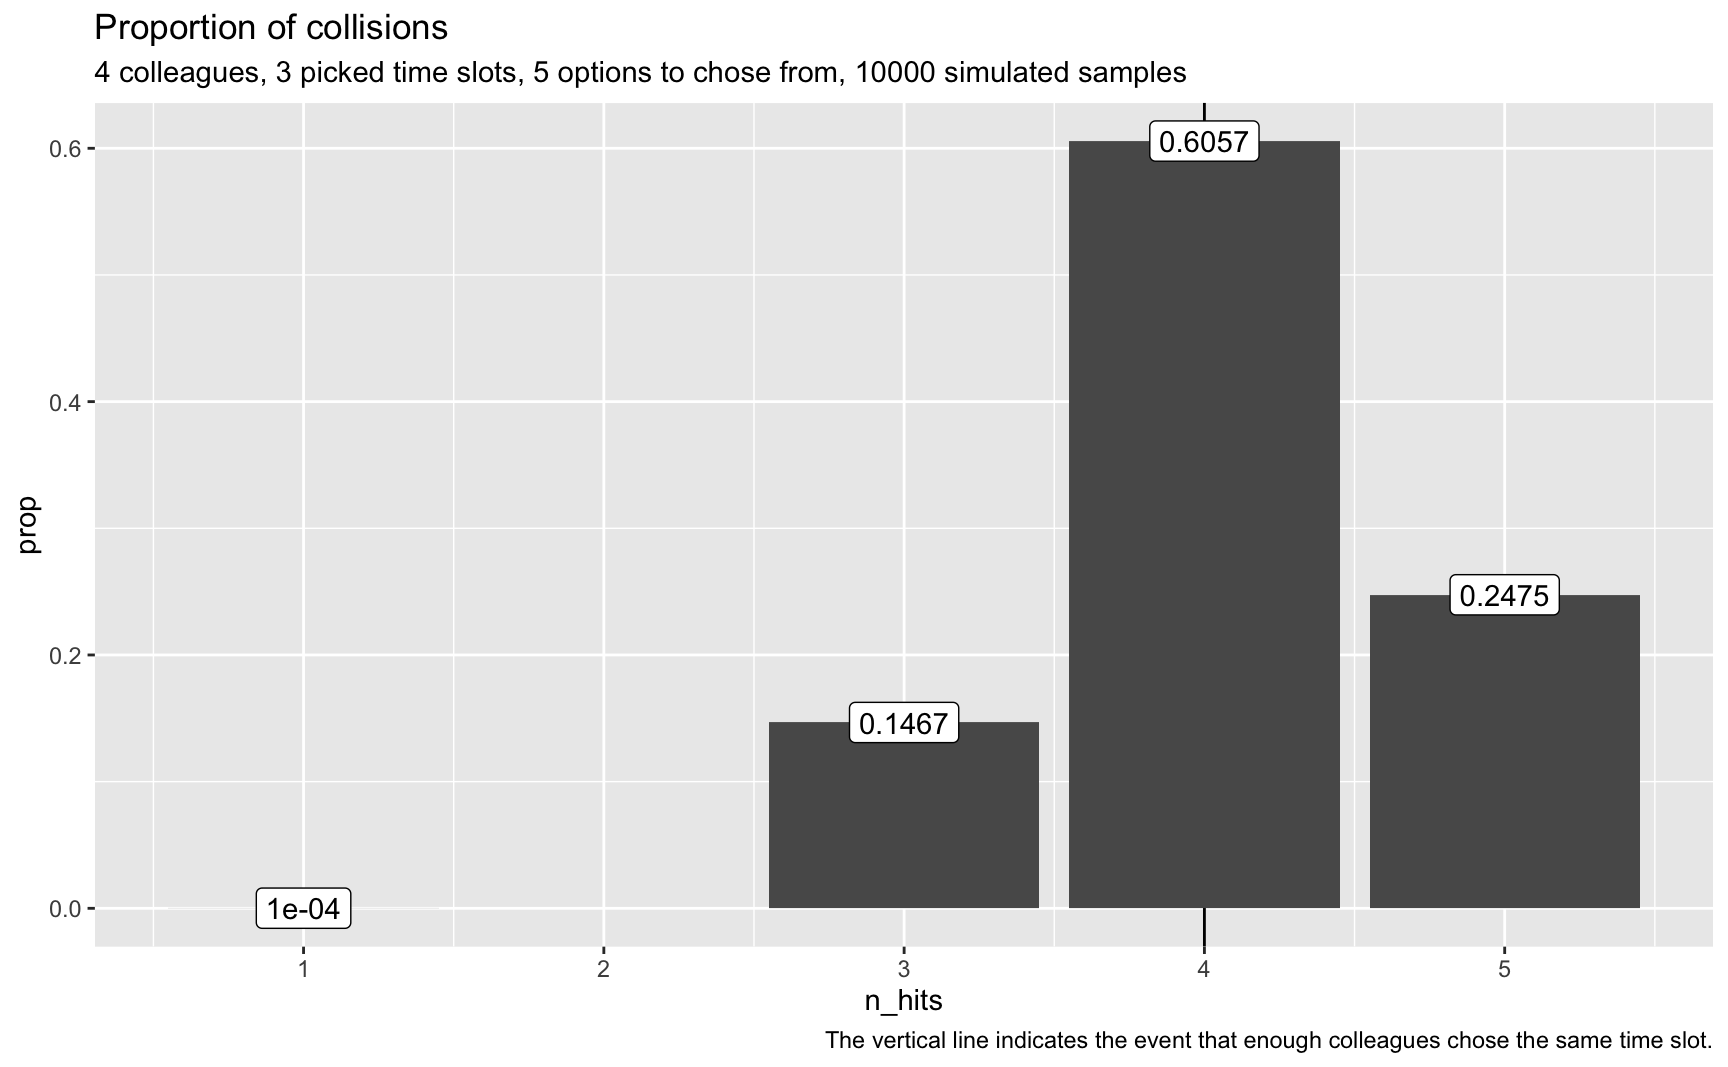 Proportion of collisions
4 colleagues, 3 picked time slots, 5 options to chose from, 10000 simulated samples
0.6
0.4
0.2
0.0
prop
1e-04
0.1467
0.6057
0.2475
1
2
3
4
5
n_hits
The vertical line indicates the event that enough colleagues chose the same time slot.